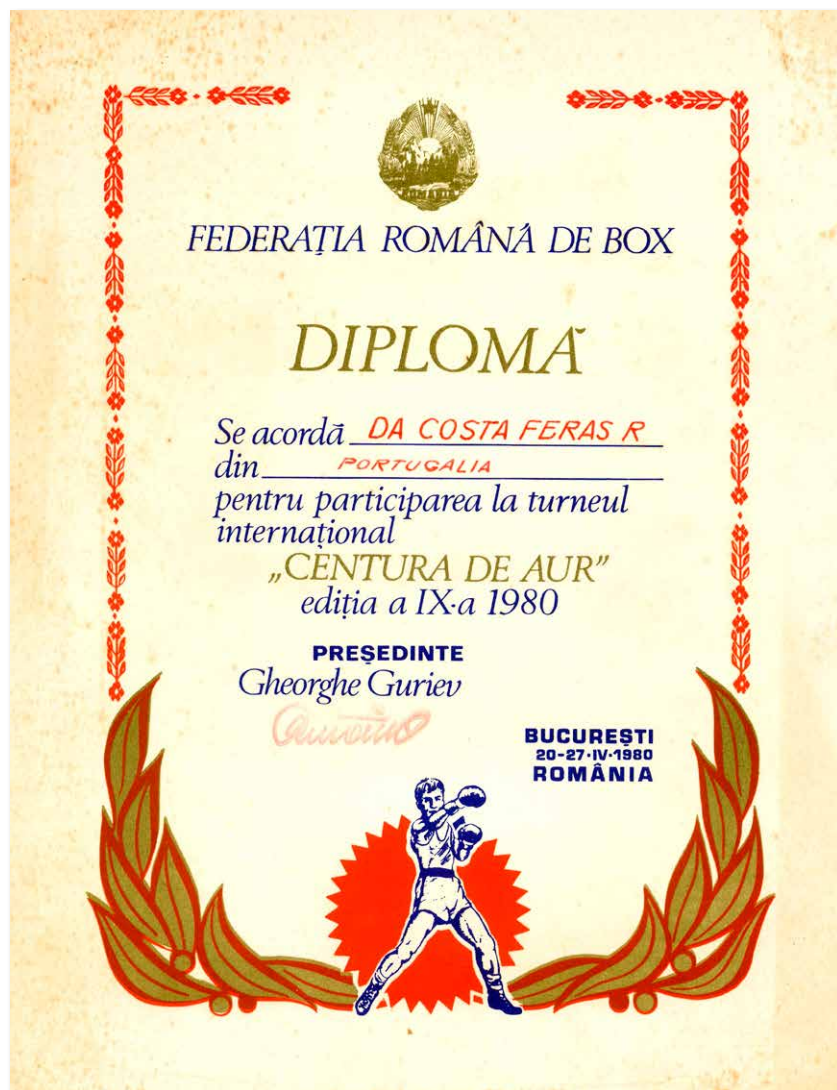 FEDERAȚIA ROMÂNĂ DE BOX
DIPLOMĂ
Se acordă DA COSTA FERAS R
din PORTUGALIA
pentru participarea la turneul
internațional
„CENTURA DE AUR”
ediția a IX·a 1980
PREȘEDINTE
Gheorghe Guriev
BUCUREȘTI
20-27·IV·1980
ROMÂNIA